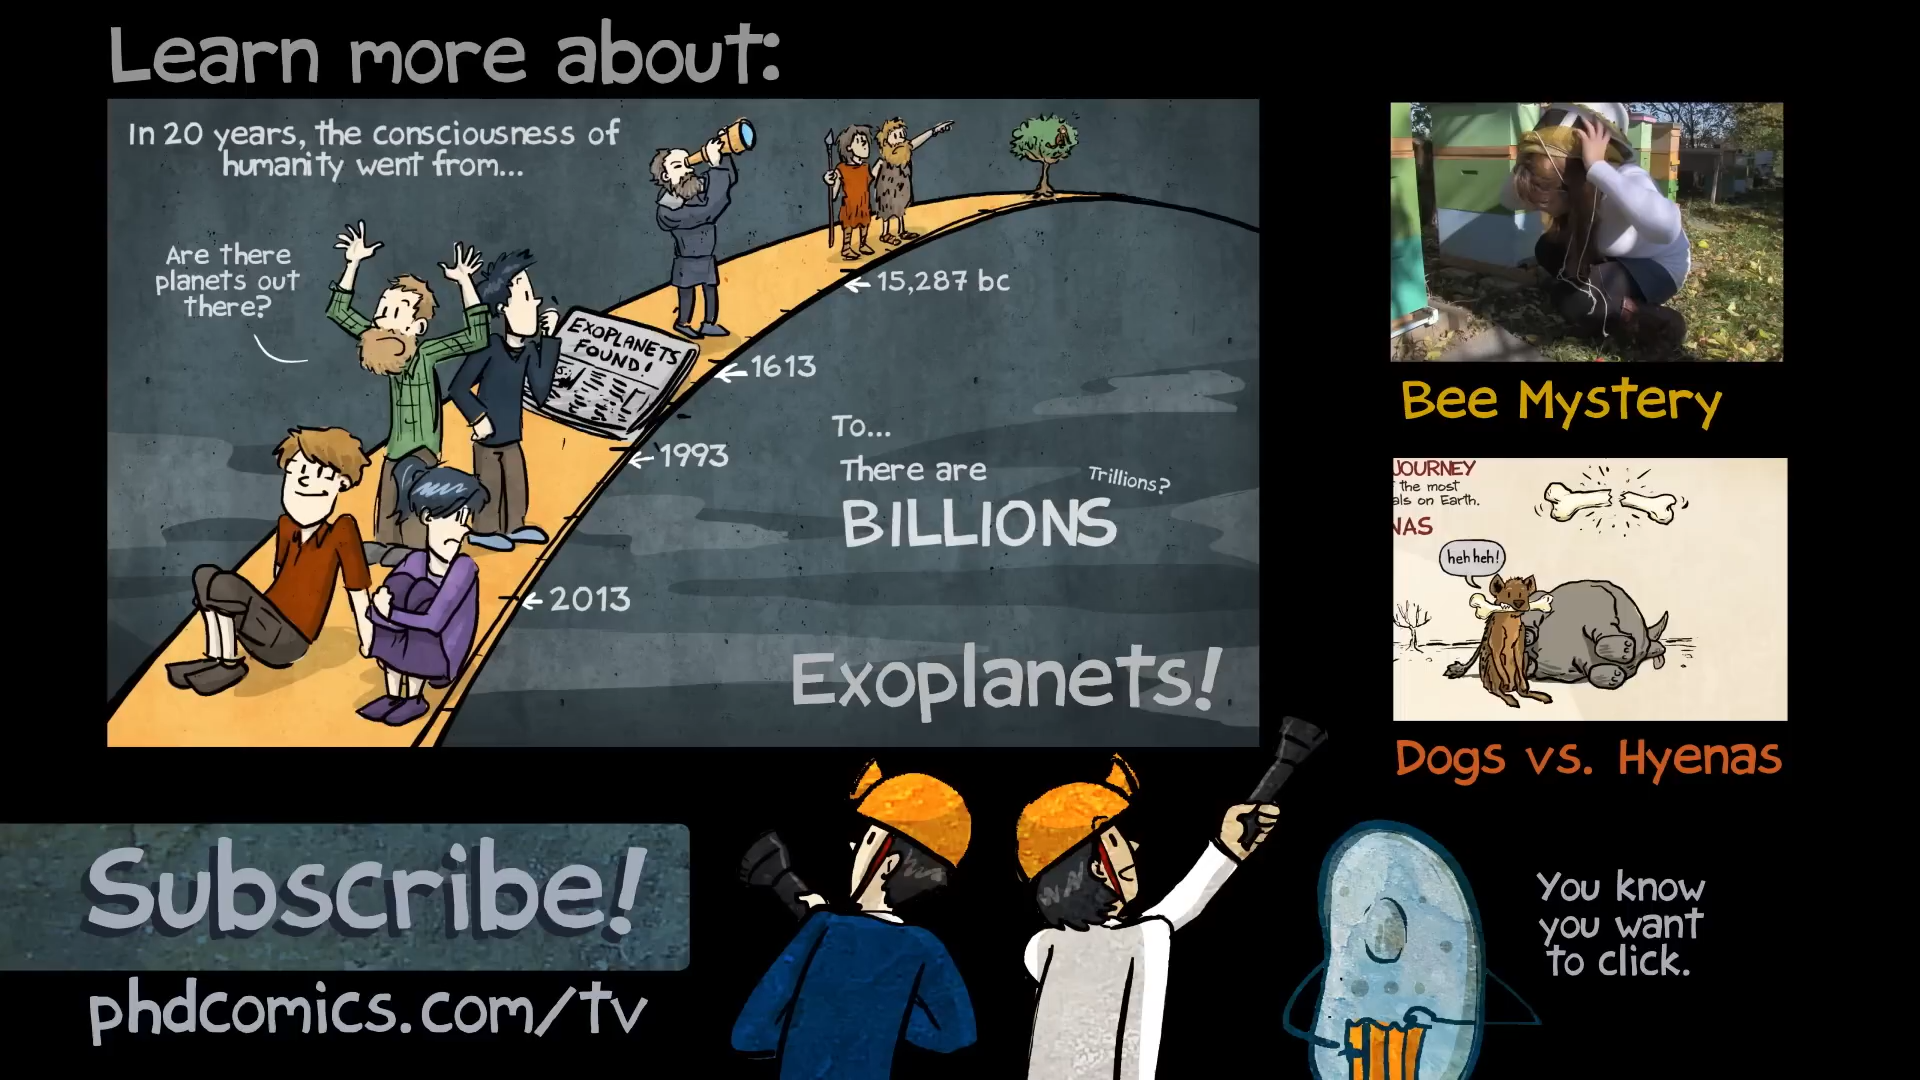 Learn more about:
In 20 years, the consciousness of
humanity went from...
Are there
planets out
there?
EXOPLANETS
FOUND!
15,287 bc
1613
1993
2013
To...
There are
Trillions?
BILLIONS
Exoplanets!
Bee Mystery
JOURNEY
the most
als on Earth.
NAS
heh heh!
Dogs vs. Hyenas
Subscribe!
phdcomics.com/tv
You know
you want
to click.